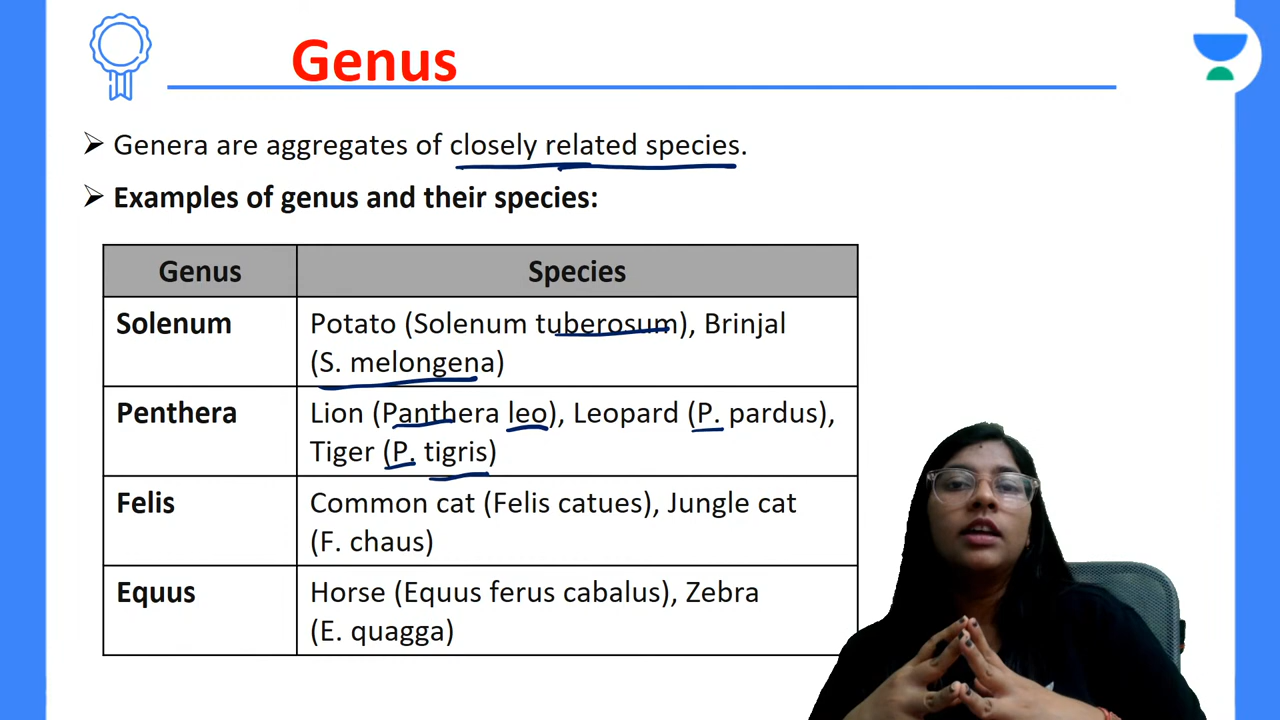 Genus
➢ Genera are aggregates of closely related species.
➢ Examples of genus and their species:
Genus Species
Solenum Potato (Solenum tuberosum), Brinjal
(S. melongena)
Penthera Lion (Panthera leo), Leopard (P. pardus),
Tiger (P. tigris)
Felis Common cat (Felis catues), Jungle cat
(F. chaus)
Equus Horse (Equus ferus cabalus), Zebra
(E. quagga)